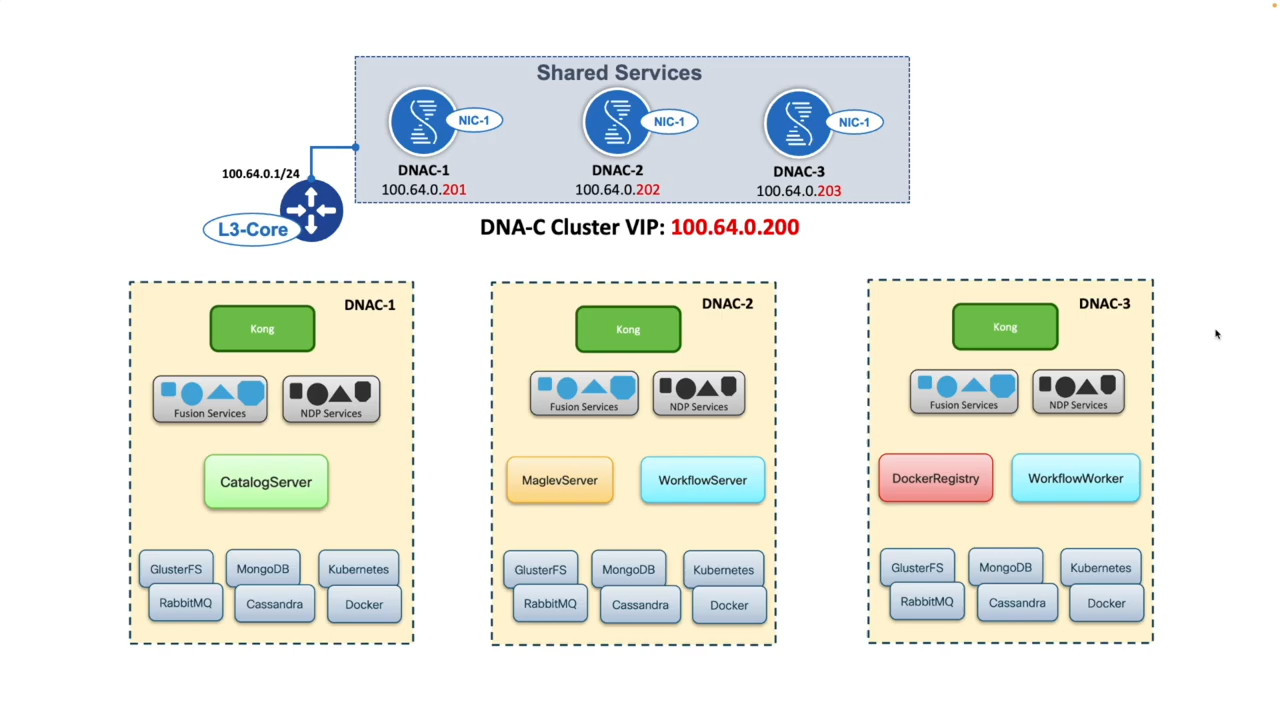 Shared Services
NIC-1
NIC-1
NIC-1
DNAC-1
DNAC-2
DNAC-3
100.64.0.201
100.64.0.202
100.64.0.203
100.64.0.1/24
L3-Core
DNA-C Cluster VIP: 100.64.0.200
DNAC-1
Kong
Fusion Services
NDP Services
CatalogServer
GlusterFS
MongoDB
Kubernetes
RabbitMQ
Cassandra
Docker
DNAC-2
Kong
Fusion Services
NDP Services
MaglevServer
WorkflowServer
GlusterFS
MongoDB
Kubernetes
RabbitMQ
Cassandra
Docker
DNAC-3
Kong
Fusion Services
NDP Services
DockerRegistry
WorkflowWorker
GlusterFS
MongoDB
Kubernetes
RabbitMQ
Cassandra
Docker